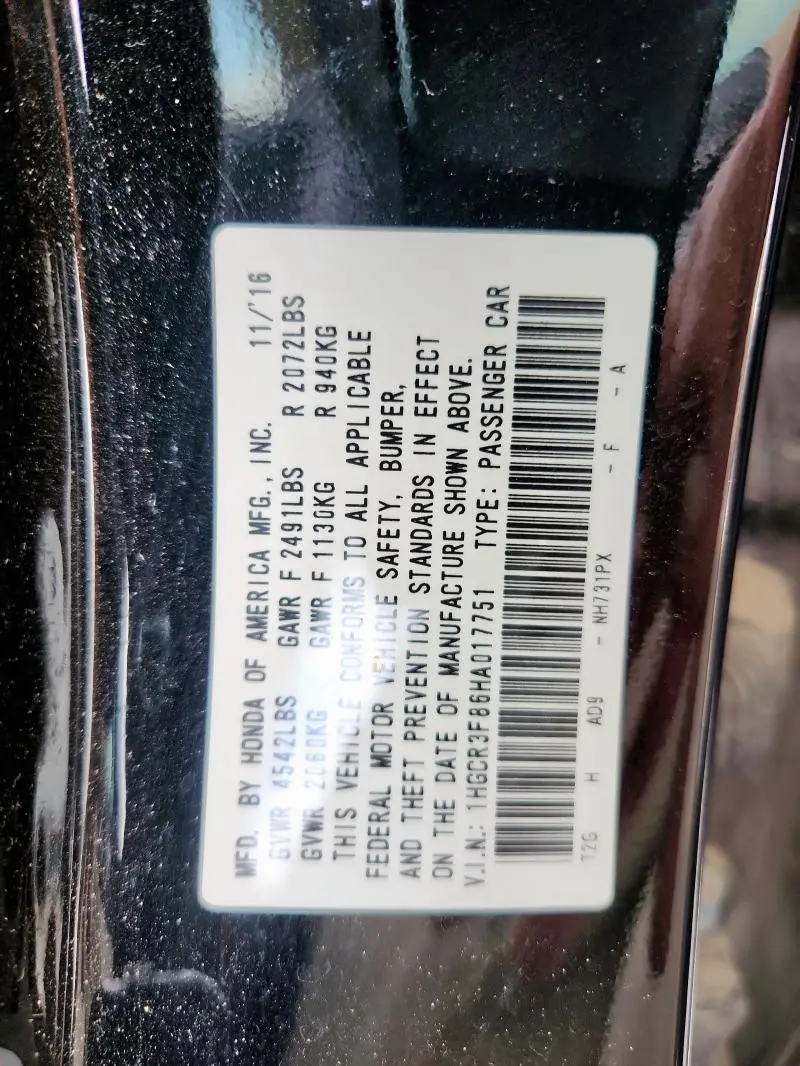 MFD. BY HONDA OF AMERICA MFG., INC. 11/'16
GVWR 4542LBS GAWR F 2491LBS R 2072LBS
GVWR 2060KG GAWR F 1130KG R 940KG
THIS VEHICLE CONFORMS TO ALL APPLICABLE
FEDERAL MOTOR VEHICLE SAFETY, BUMPER,
AND THEFT PREVENTION STANDARDS IN EFFECT
ON THE DATE OF MANUFACTURE SHOWN ABOVE.
V.I.N.: 1HGCR3F86HA017751 TYPE: PASSENGER CAR
T2G H AD9 - NH731PX - F - A